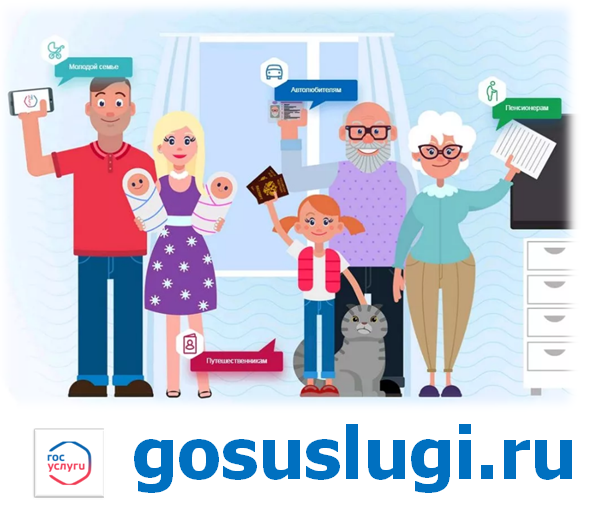 Молодой семье
Автолюбителям
Пенсионерам
Путешественникам
гос
услуги
gosuslugi.ru